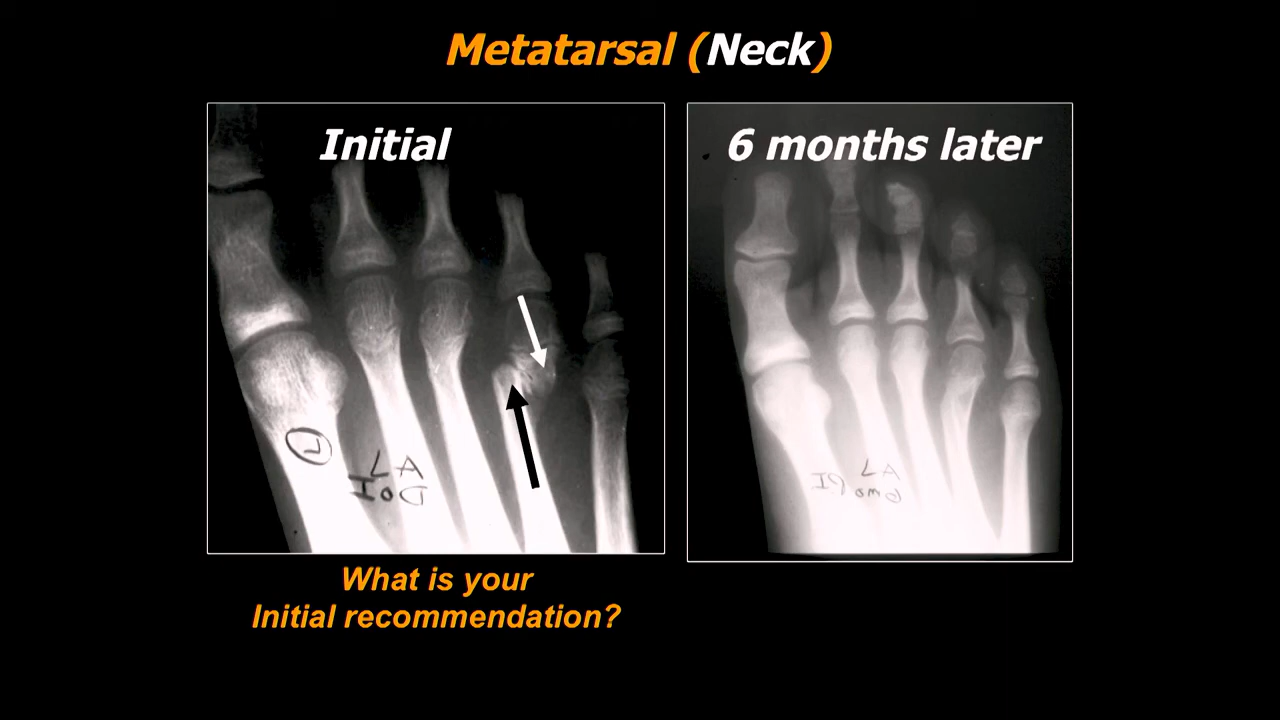 Metatarsal (Neck)
Initial
6 months later
What is your
Initial recommendation?